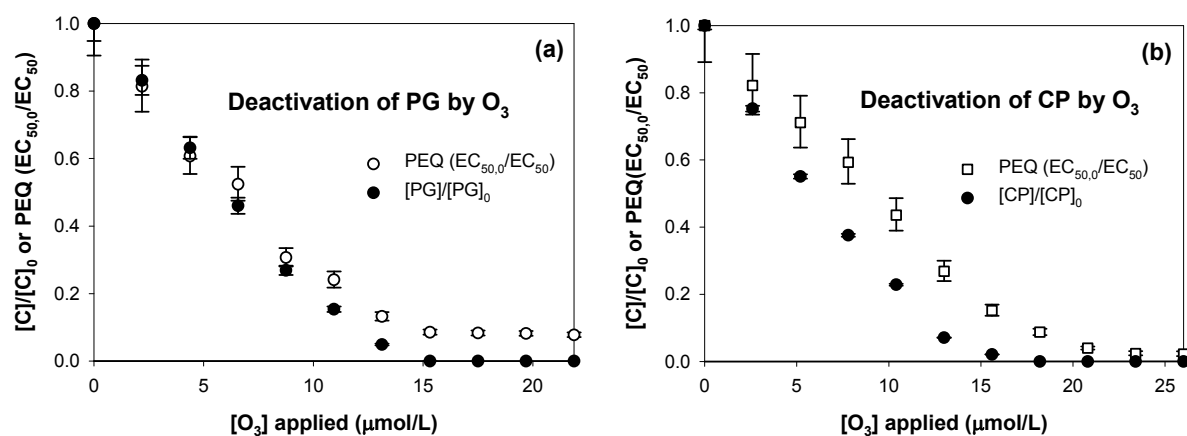 [C]/[C]0 or PEQ (EC50,0/EC50)
1.0
0.8
0.6
0.4
0.2
0.0
(a)
Deactivation of PG by O3
PEQ (EC50,0/EC50)
[PG]/[PG]0
0 5 10 15 20
[O3] applied (μmol/L)
[C]/[C]0 or PEQ(EC50,0/EC50)
1.0
0.8
0.6
0.4
0.2
0.0
(b)
Deactivation of CP by O3
PEQ (EC50,0/EC50)
[CP]/[CP]0
0 5 10 15 20 25
[O3] applied (μmol/L)